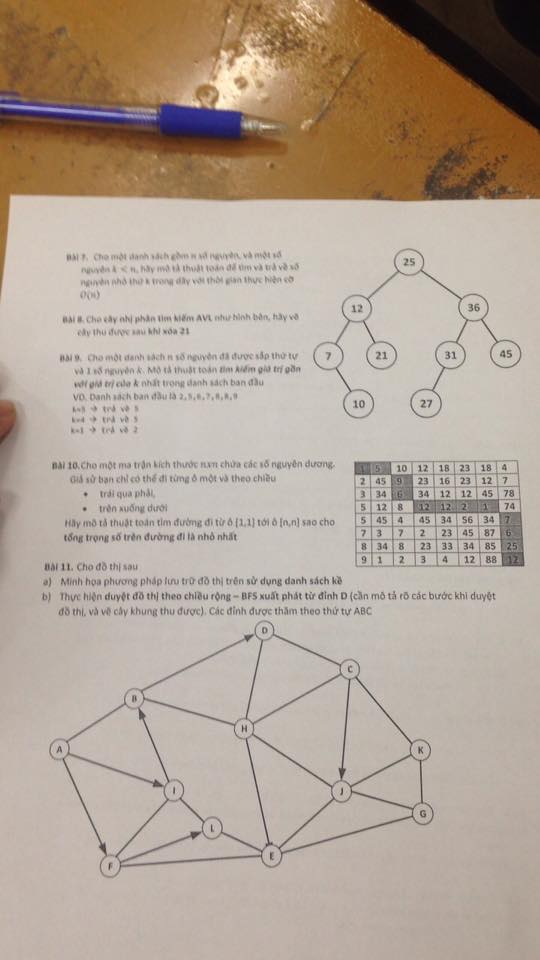 Bài 7. Cho một danh sách gồm n số nguyên, và một số
nguyên k < n, hãy mô tả thuật toán để tìm và trả về số
nguyên nhỏ thứ k trong dãy với thời gian thực hiện cỡ
O(n)
Bài 8. Cho cây nhị phân tìm kiếm AVL như hình bên, hãy vẽ
cây thu được sau khi xóa 21
Bài 9. Cho một danh sách n số nguyên đã được sắp thứ tự
và 1 số nguyên k. Mô tả thuật toán tìm kiếm giá trị gần
với giá trị của k nhất trong danh sách ban đầu
VD. Danh sách ban đầu là 2,5,6,7,8,8,9
k=5 → trả về 5
k=4 → trả về 5
k=1 → trả về 2
25
12 36
7 21 31 45
10 27
Bài 10.Cho một ma trận kích thước nxn chứa các số nguyên dương.
Giả sử bạn chỉ có thể đi từng ô một và theo chiều
• trái qua phải,
• trên xuống dưới
Hãy mô tả thuật toán tìm đường đi từ ô [1,1] tới ô [n,n] sao cho
tổng trọng số trên đường đi là nhỏ nhất
1 5 10 12 18 23 18 4
2 45 9 23 16 23 12 7
3 34 6 34 12 12 45 78
5 12 8 12 12 2 1 74
5 45 4 45 34 56 34 7
7 3 7 2 23 45 87 6
8 34 8 23 33 34 85 25
9 1 2 3 4 12 88 12
Bài 11. Cho đồ thị sau
a) Minh họa phương pháp lưu trữ đồ thị trên sử dụng danh sách kề
b) Thực hiện duyệt đồ thị theo chiều rộng – BFS xuất phát từ đỉnh D (cần mô tả rõ các bước khi duyệt
đồ thị, và vẽ cây khung thu được). Các đỉnh được thăm theo thứ tự ABC
D
C
B
H
A K
I J
G
L
F E